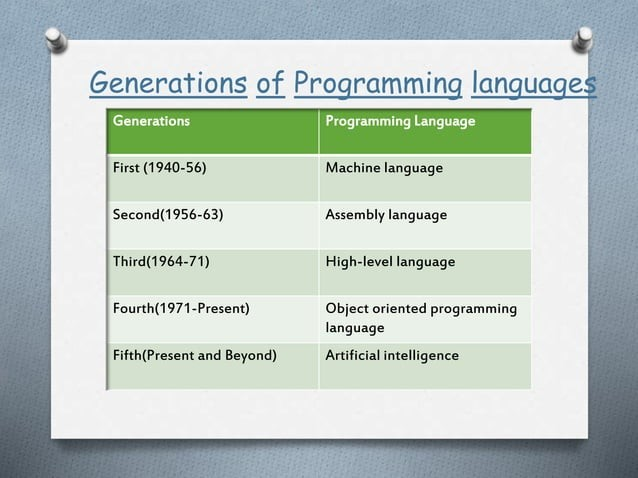 Generations of Programming languages
Generations Programming Language
First (1940-56) Machine language
Second(1956-63) Assembly language
Third(1964-71) High-level language
Fourth(1971-Present) Object oriented programming
language
Fifth(Present and Beyond) Artificial intelligence